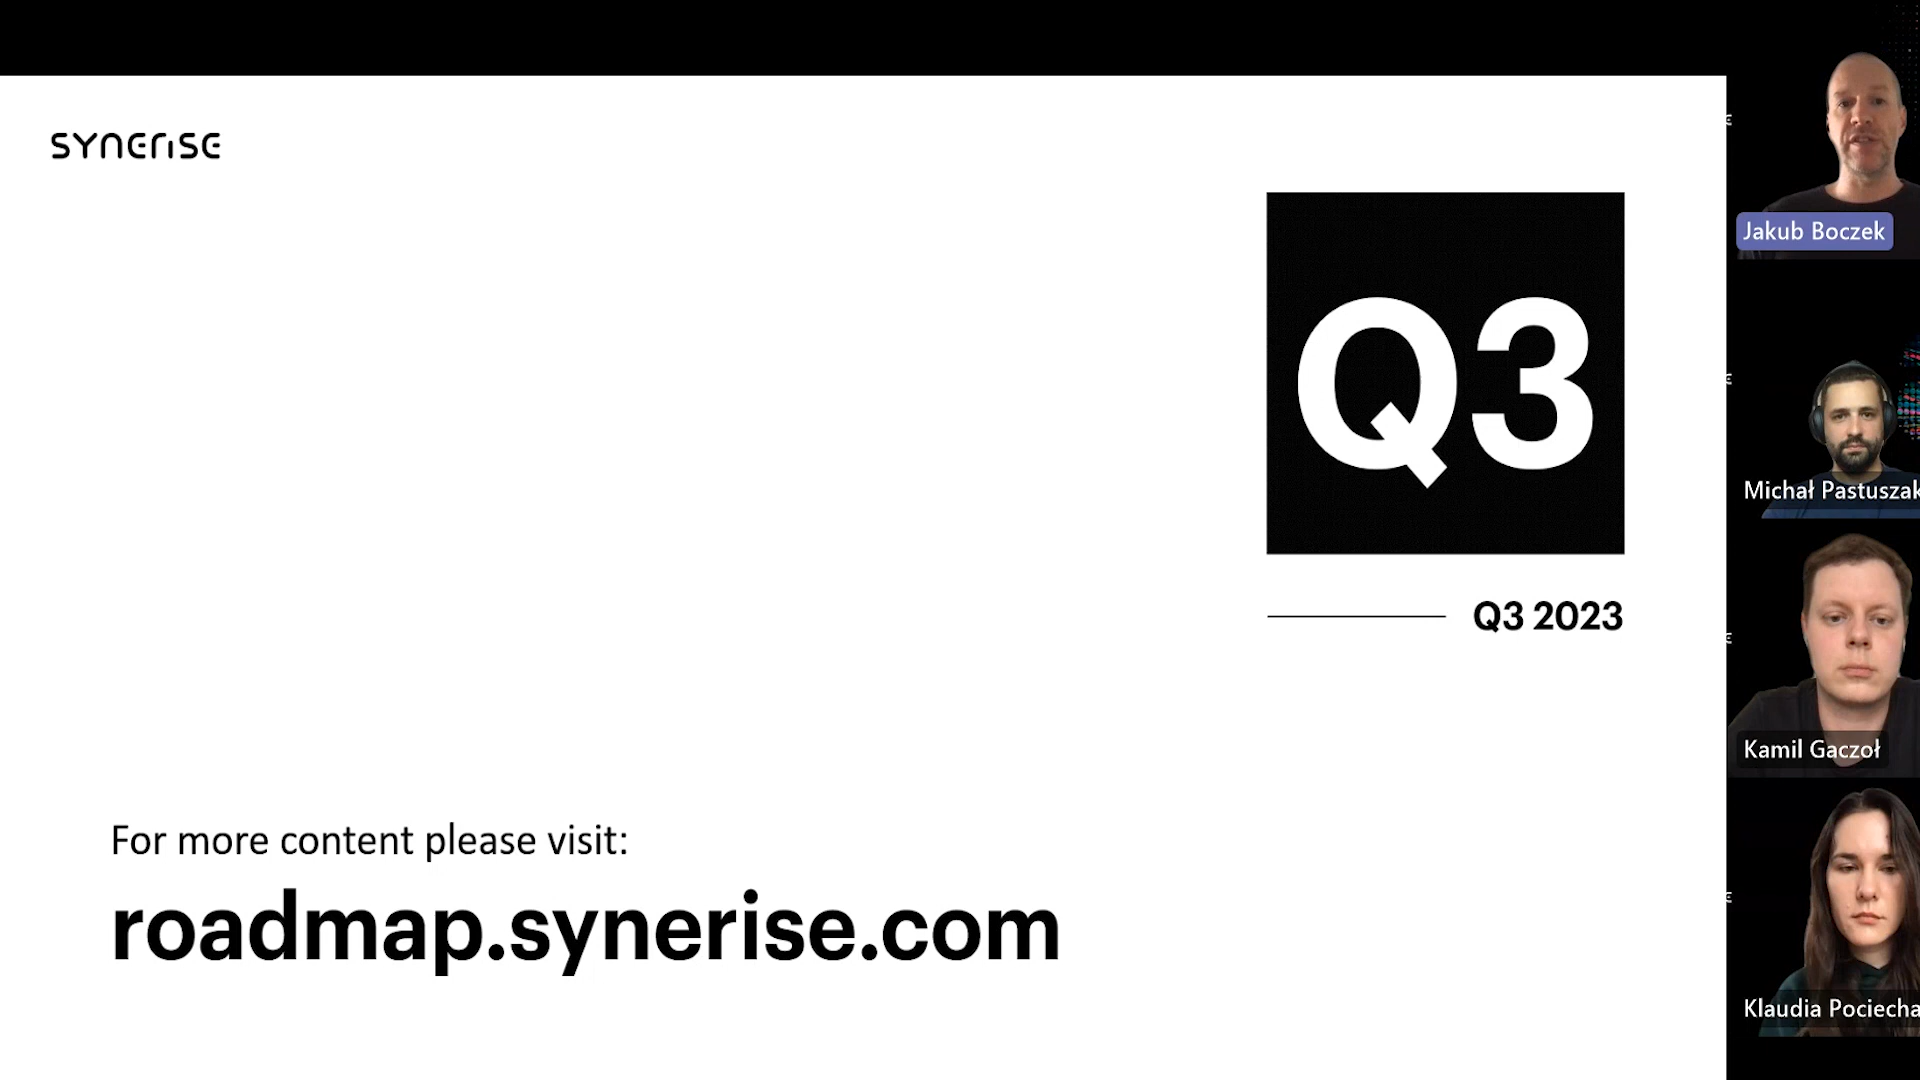 SYNERISE
Q3
Q3 2023
For more content please visit:
roadmap.synerise.com
Jakub Boczek
Michał Pastuszak
Kamil Gaczoł
Klaudia Pociecha